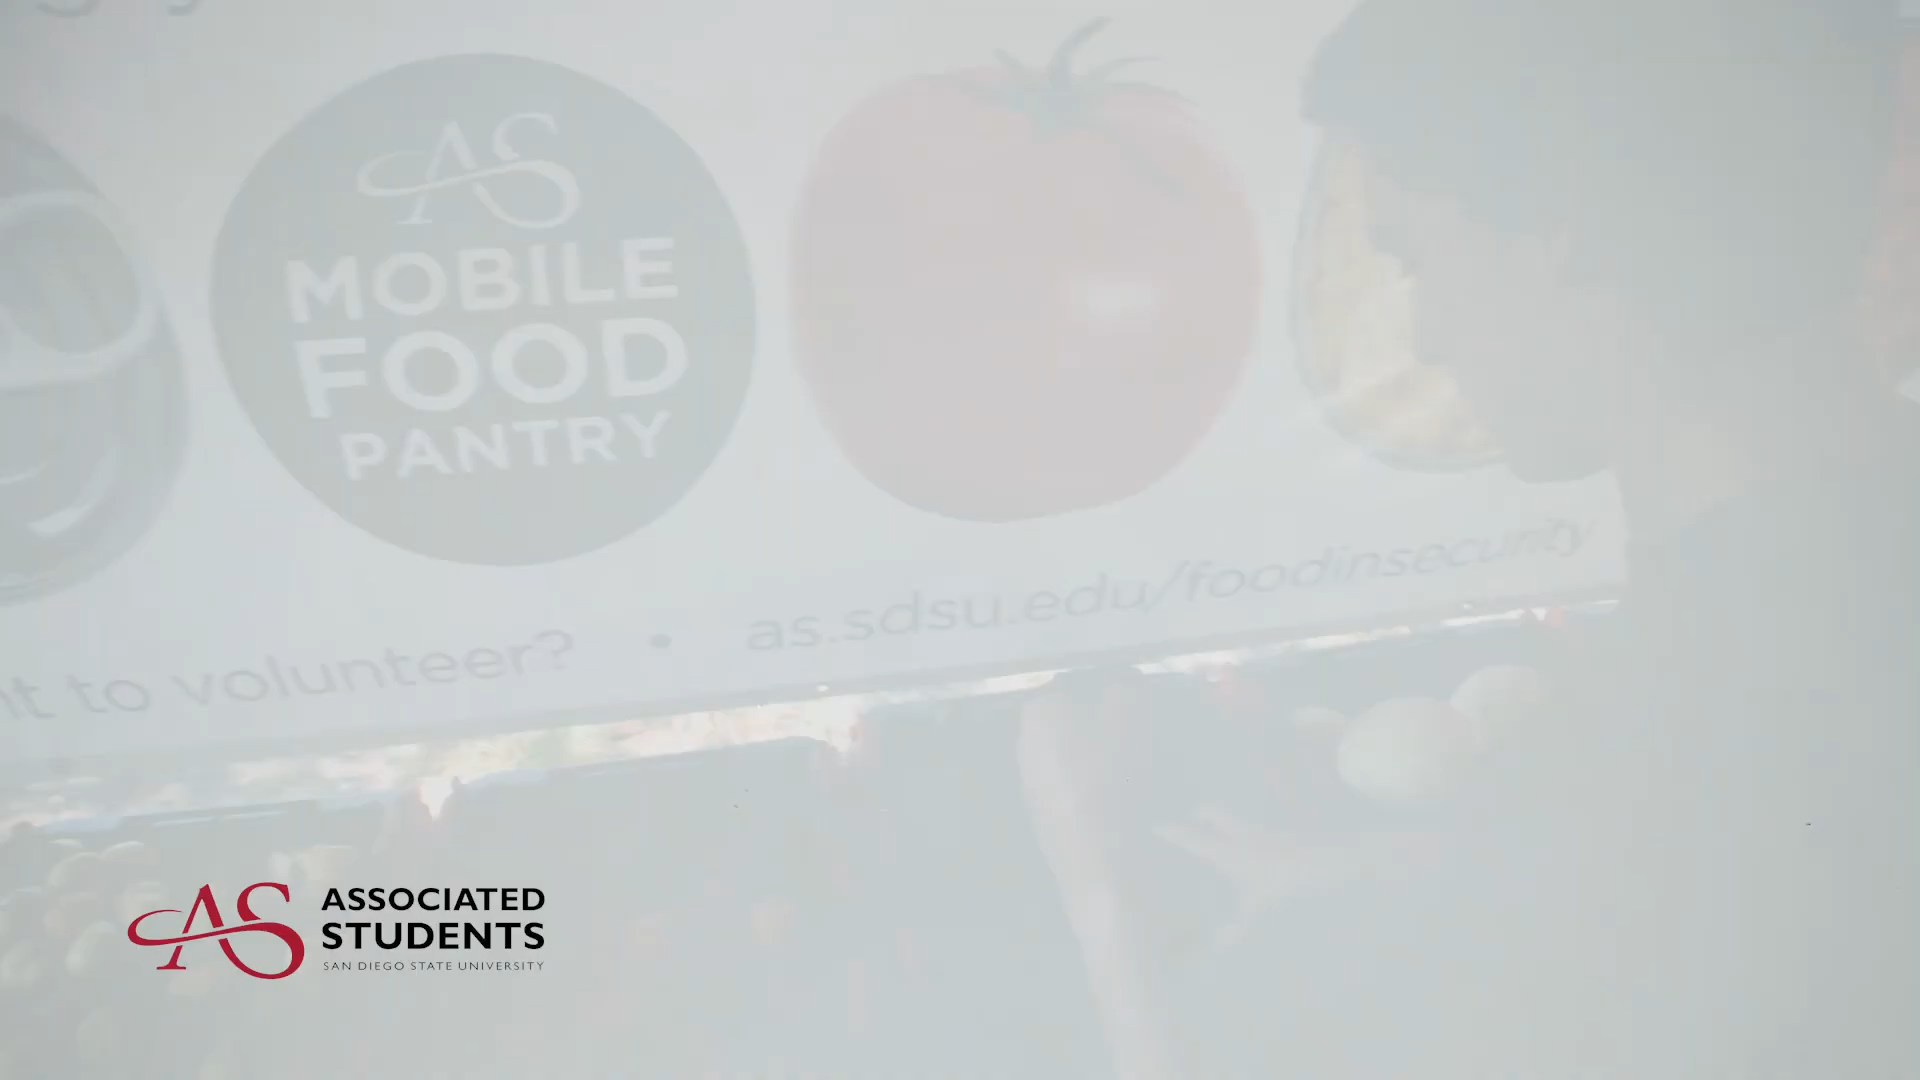 AS
MOBILE
FOOD
PANTRY
to volunteer? • as.sdsu.edu/foodinsecurity
AS ASSOCIATED
STUDENTS
SAN DIEGO STATE UNIVERSITY